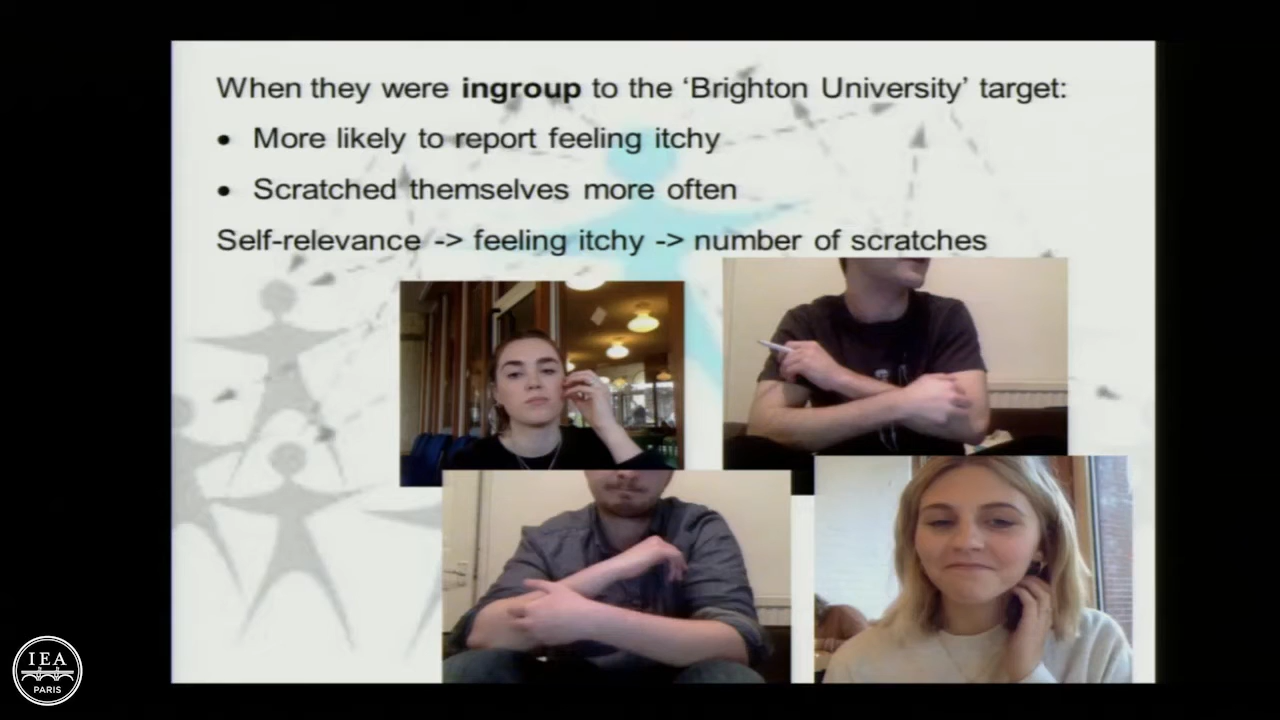 When they were ingroup to the ‘Brighton University’ target:
• More likely to report feeling itchy
• Scratched themselves more often
Self-relevance -> feeling itchy -> number of scratches
IEA
PARIS